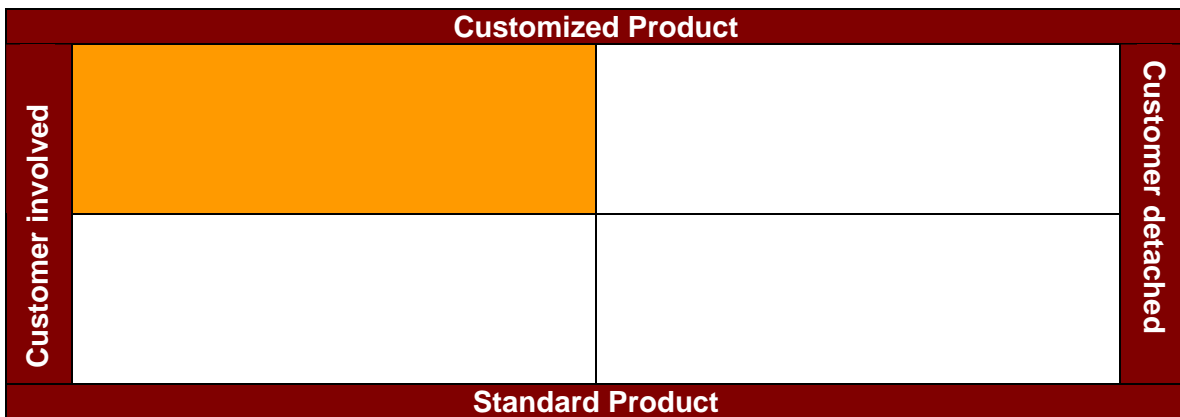 Customized Product
Customer involved
Customer detached
Standard Product